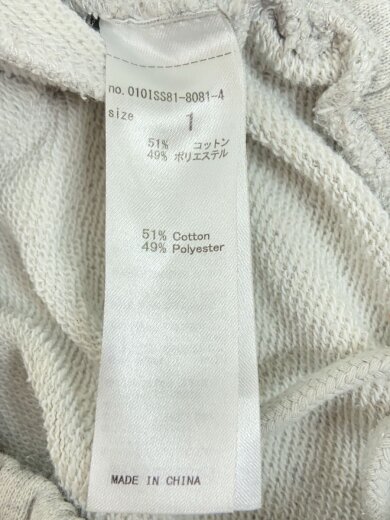 no. 0101SS81-8081-4
size 1
51% コットン
49% ポリエステル
51% Cotton
49% Polyester
MADE IN CHINA